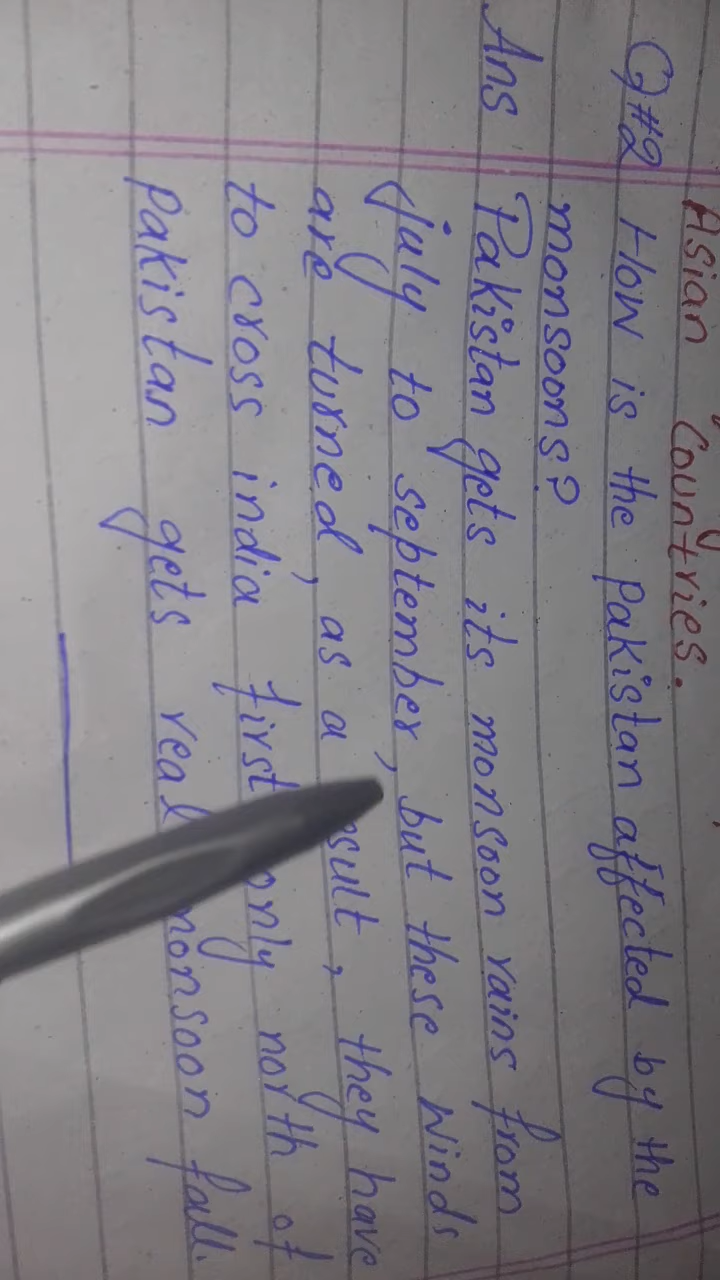 Asian Countries.
Q#2 How is the pakistan affected by the
monsoons?
Ans Pakistan gets its monsoon rains from
july to september, but these winds
are turned, as a result, they have
to cross india first only north of
pakistan gets real monsoon fall.